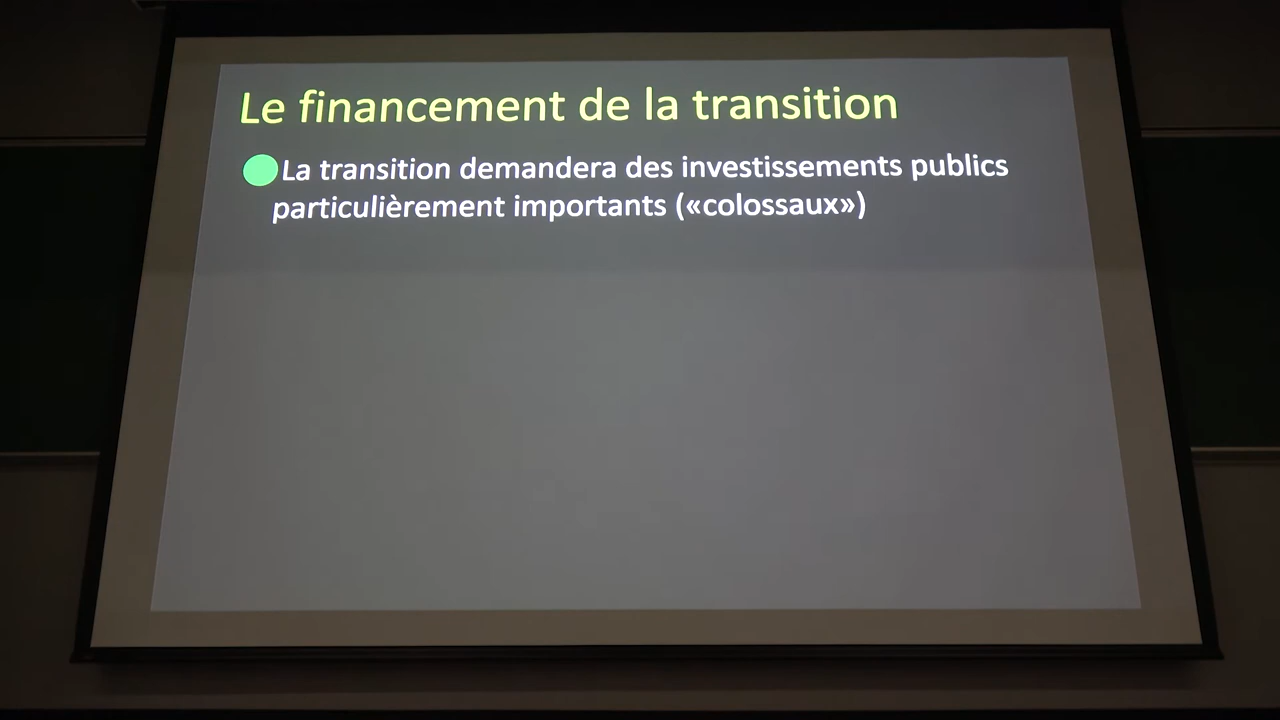 Le financement de la transition
La transition demandera des investissements publics
particulièrement importants («colossaux»)